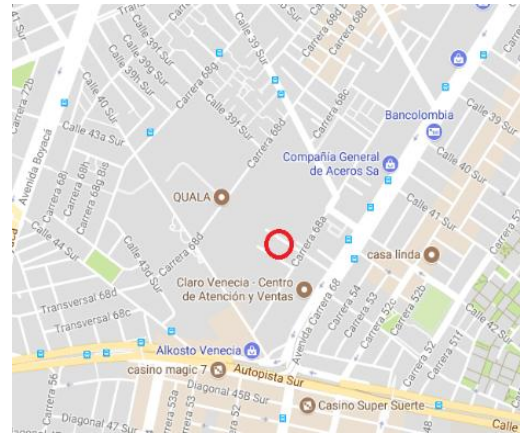 Calle 39 Sur
Carrera 68d
Calle 39f Sur
Calle 39g Sur
Carrera 68g
Carrera 72b
Calle 40 Sur
Calle 39f Sur
Carrera 68d
Carrera 68c
Calle 39
Bancolombia
Calle 43a Sur
Avenida Boyacá
Compañía General
de Aceros Sa
Calle 40 Sur
Carrera 68i
Carrera 68h
Carrera 68g Bis
QUALA
Calle 41 Sur
Carrera 68a
Calle 44 Sur
Carrera 68d
casa linda
Calle 43d Sur
Claro Venecia - Centro
de Atención y Ventas
Avenida Carrera 68
Carrera 54
Carrera 53
Carrera 52c
Carrera 52b
Transversal 68d
Transversal 68c
Calle 42 Sur
Carrera 52
Carrera 51f
Alkosto Venecia
casino magic 7
Autopista Sur
Carrera 56
Diagonal 45B Sur
Casino Super Suerte
Carrera 53a
Diagonal 47 Sur
48
Calle